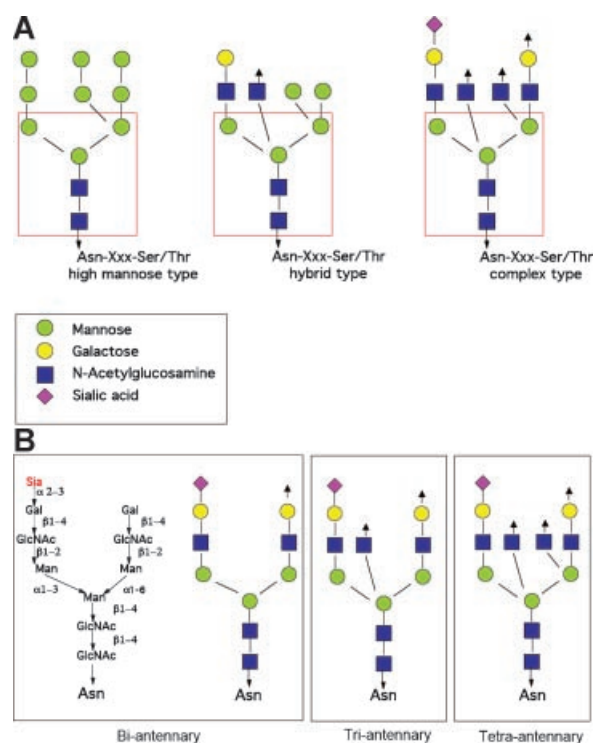 A
Asn-Xxx-Ser/Thr
high mannose type
Asn-Xxx-Ser/Thr
hybrid type
Asn-Xxx-Ser/Thr
complex type
Mannose
Galactose
N-Acetylglucosamine
Sialic acid
B
Sia
α2-3
Gal
Gal
β1-4
β1-4
GlcNAc
GlcNAc
β1-2
β1-2
Man
Man
α1-3
α1-6
Man
β1-4
GlcNAc
β1-4
GlcNAc
Asn
Asn
Asn
Asn
Bi-antennary
Tri-antennary
Tetra-antennary